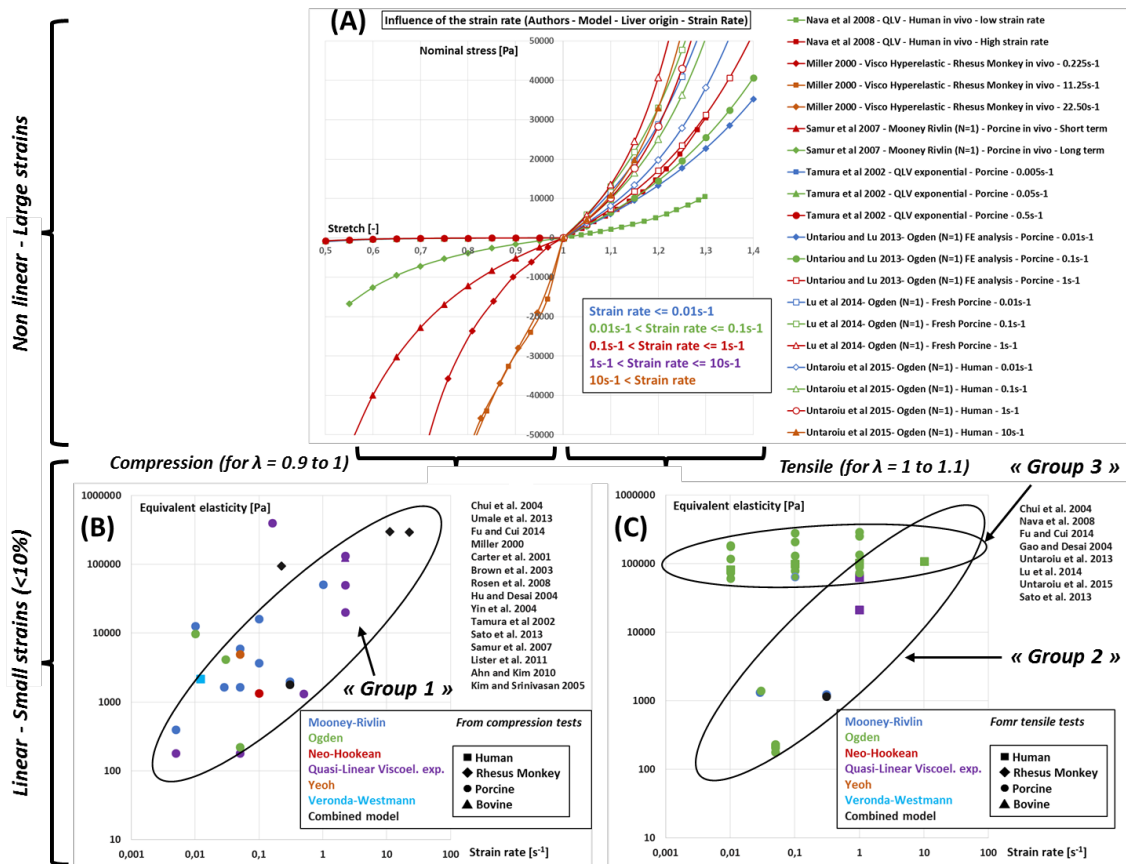 Influence of the strain rate (Authors - Model - Liver origin - Strain Rate)
(A)
Nominal stress [Pa]
50000
40000
30000
20000
10000
0
-10000
-20000
-30000
-40000
-50000
Stretch [-]
0,5 0,6 0,7 0,8 0,9 1 1,1 1,2 1,3 1,4
Strain rate <= 0.01s-1
0.01s-1 < Strain rate <= 0.1s-1
0.1s-1 < Strain rate <= 1s-1
1s-1 < Strain rate <= 10s-1
10s-1 < Strain rate
Nava et al 2008 - QLV - Human in vivo - low strain rate
Nava et al 2008 - QLV - Human in vivo - High strain rate
Miller 2000 - Visco Hyperelastic - Rhesus Monkey in vivo - 0.225s-1
Miller 2000 - Visco Hyperelastic - Rhesus Monkey in vivo - 11.25s-1
Miller 2000 - Visco Hyperelastic - Rhesus Monkey in vivo - 22.50s-1
Samur et al 2007 - Mooney Rivlin (N=1) - Porcine in vivo - Short term
Samur et al 2007 - Mooney Rivlin (N=1) - Porcine in vivo - Long term
Tamura et al 2002 - QLV exponential - Porcine - 0.005s-1
Tamura et al 2002 - QLV exponential - Porcine - 0.05s-1
Tamura et al 2002 - QLV exponential - Porcine - 0.5s-1
Untariou and Lu 2013- Ogden (N=1) FE analysis - Porcine - 0.01s-1
Untariou and Lu 2013- Ogden (N=1) FE analysis - Porcine - 0.1s-1
Untariou and Lu 2013- Ogden (N=1) FE analysis - Porcine - 1s-1
Lu et al 2014- Ogden (N=1) - Fresh Porcine - 0.01s-1
Lu et al 2014- Ogden (N=1) - Fresh Porcine - 0.1s-1
Lu et al 2014- Ogden (N=1) - Fresh Porcine - 1s-1
Untaroiu et al 2015- Ogden (N=1) - Human - 0.01s-1
Untaroiu et al 2015- Ogden (N=1) - Human - 0.1s-1
Untaroiu et al 2015- Ogden (N=1) - Human - 1s-1
Untaroiu et al 2015- Ogden (N=1) - Human - 10s-1
Non linear - Large strains
Linear - Small strains (<10%)
Compression (for λ = 0.9 to 1)
Tensile (for λ = 1 to 1.1)
« Group 3 »
(B)
Equivalent elasticity [Pa]
1000000
100000
10000
1000
100
10
0,001 0,01 0,1 1 10 100
Strain rate [s-1]
Chui et al. 2004
Umale et al. 2013
Fu and Cui 2014
Miller 2000
Carter et al. 2001
Brown et al. 2003
Rosen et al. 2008
Hu and Desai 2004
Yin et al. 2004
Tamura et al 2002
Sato et al. 2013
Samur et al. 2007
Lister et al. 2011
Ahn and Kim 2010
Kim and Srinivasan 2005
« Group 1 »
Mooney-Rivlin
Ogden
Neo-Hookean
Quasi-Linear Viscoel. exp.
Yeoh
Veronda-Westmann
Combined model
From compression tests
Human
Rhesus Monkey
Porcine
Bovine
(C)
Equivalent elasticity [Pa]
1000000
100000
10000
1000
100
10
0,001 0,01 0,1 1 10 100
Strain rate [s-1]
Chui et al. 2004
Nava et al. 2008
Fu and Cui 2014
Gao and Desai 2004
Untaroiu et al. 2013
Lu et al. 2014
Untaroiu et al. 2015
Sato et al. 2013
« Group 2 »
Mooney-Rivlin
Ogden
Neo-Hookean
Quasi-Linear Viscoel. exp.
Yeoh
Veronda-Westmann
Combined model
Fomr tensile tests
Human
Rhesus Monkey
Porcine
Bovine